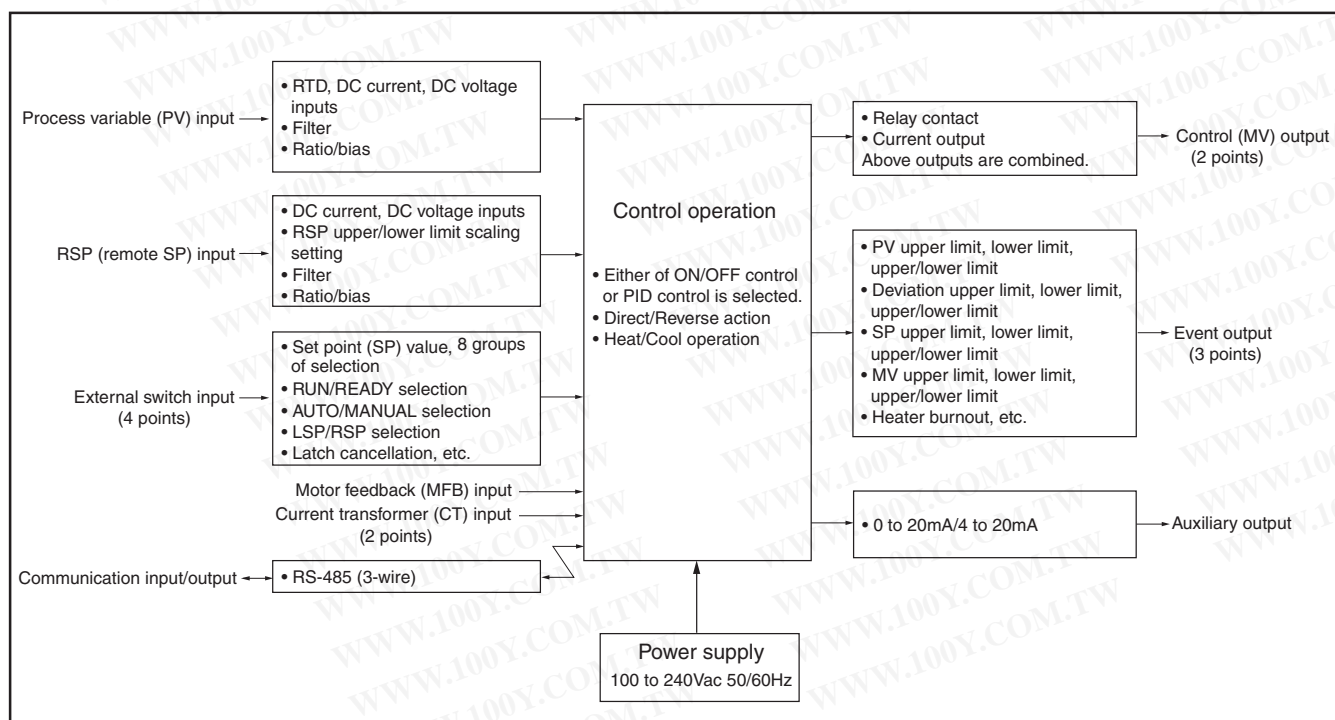 Process variable (PV) input
• RTD, DC current, DC voltage
inputs
• Filter
• Ratio/bias
RSP (remote SP) input
• DC current, DC voltage inputs
• RSP upper/lower limit scaling
setting
• Filter
• Ratio/bias
External switch input
(4 points)
• Set point (SP) value, 8 groups
of selection
• RUN/READY selection
• AUTO/MANUAL selection
• LSP/RSP selection
• Latch cancellation, etc.
Motor feedback (MFB) input
Current transformer (CT) input
(2 points)
Communication input/output
• RS-485 (3-wire)
Control operation
• Either of ON/OFF control
or PID control is selected.
• Direct/Reverse action
• Heat/Cool operation
Power supply
100 to 240Vac 50/60Hz
• Relay contact
• Current output
Above outputs are combined.
Control (MV) output
(2 points)
• PV upper limit, lower limit,
upper/lower limit
• Deviation upper limit, lower limit,
upper/lower limit
• SP upper limit, lower limit,
upper/lower limit
• MV upper limit, lower limit,
upper/lower limit
• Heater burnout, etc.
Event output
(3 points)
• 0 to 20mA/4 to 20mA
Auxiliary output
WWW.100Y.COM.TW